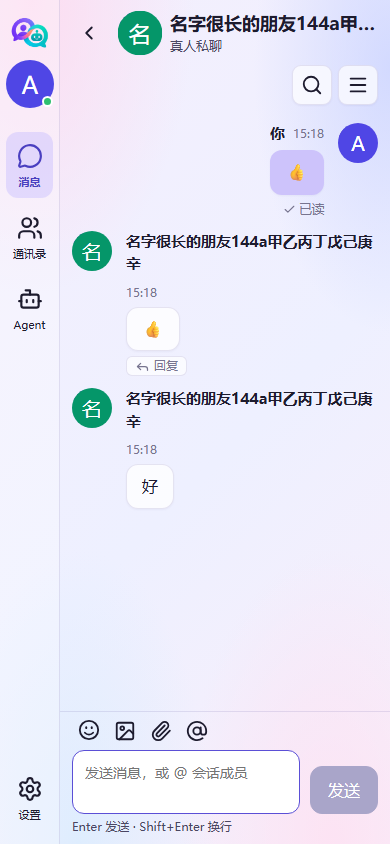 名字很长的朋友144a甲...
真人私聊
A
名
消息
通讯录
Agent
设置
你 15:18
A
👍
已读
名
名字很长的朋友144a甲乙丙丁戊己庚
辛
15:18
👍
回复
名
名字很长的朋友144a甲乙丙丁戊己庚
辛
15:18
好
发送消息，或 @ 会话成员
发送
Enter 发送 · Shift+Enter 换行